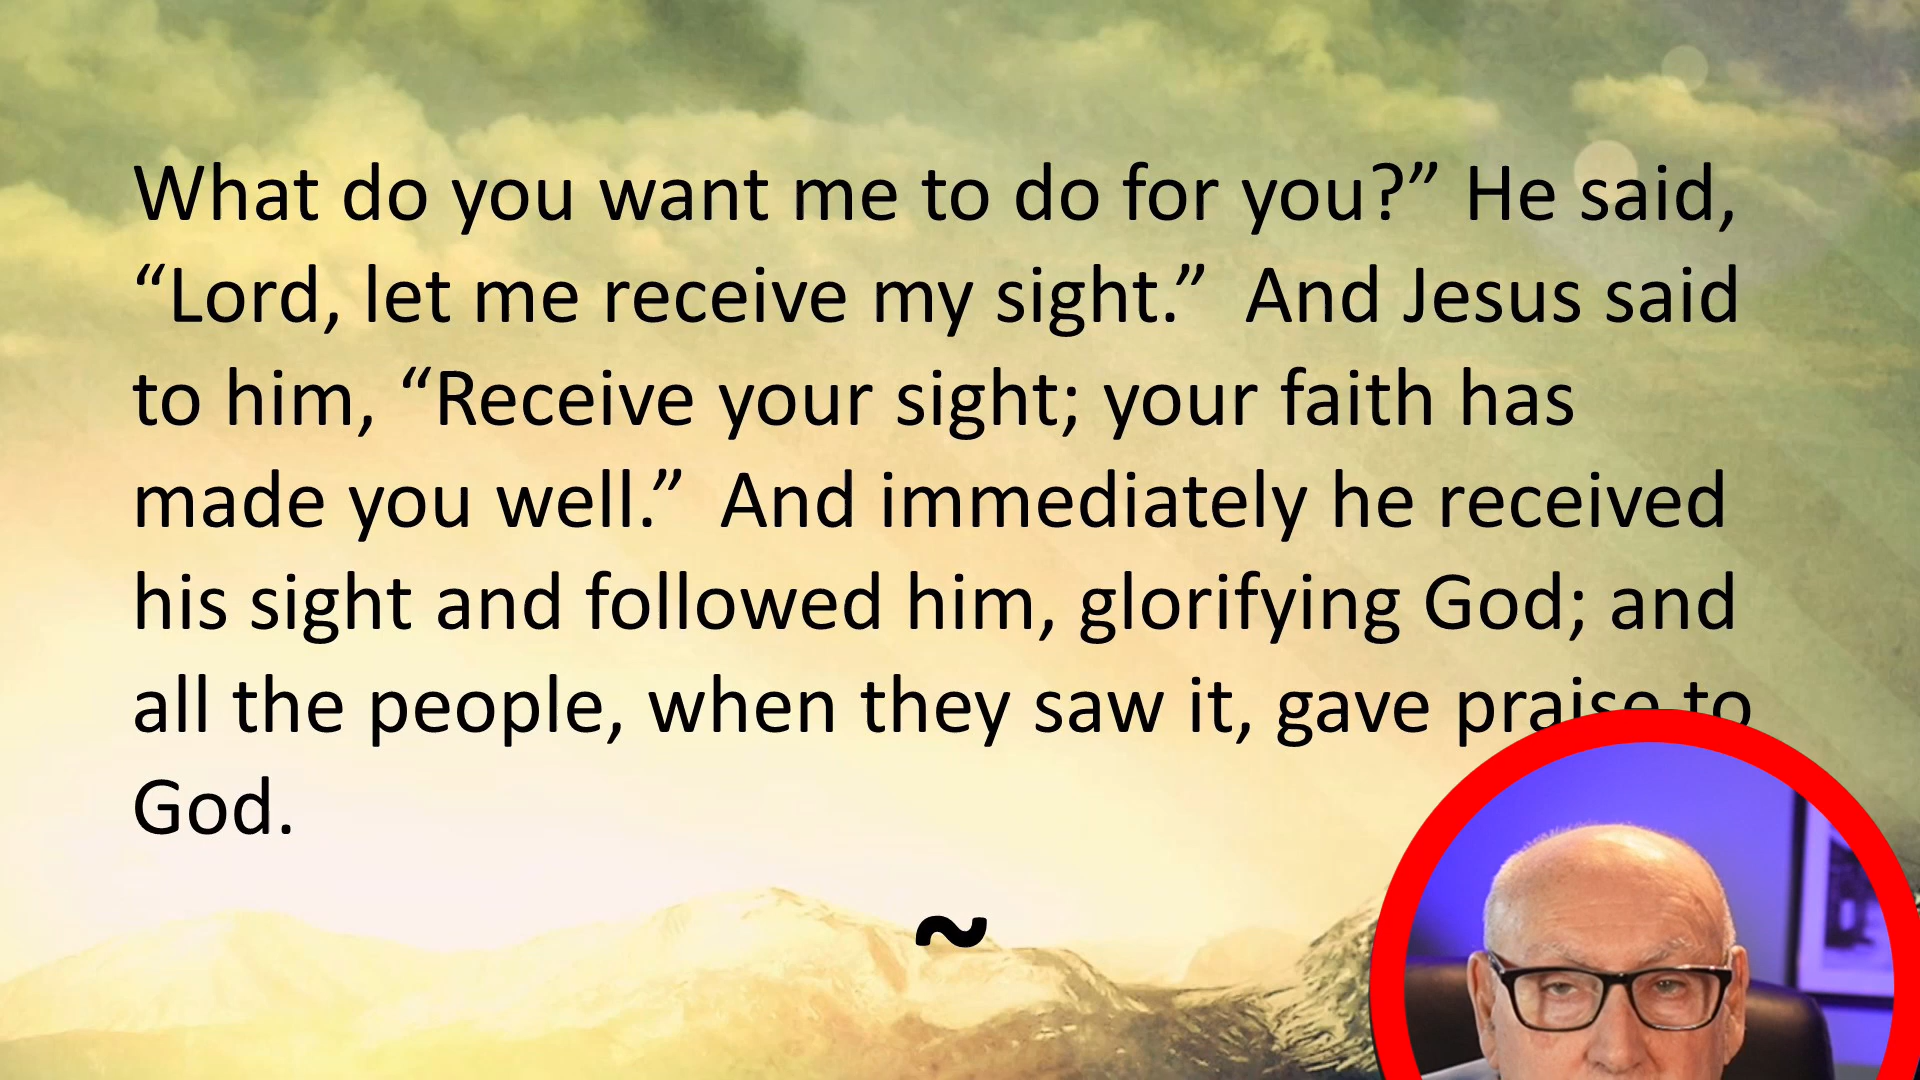 What do you want me to do for you?” He said,
“Lord, let me receive my sight.”  And Jesus said
to him, “Receive your sight; your faith has
made you well.”  And immediately he received
his sight and followed him, glorifying God; and
all the people, when they saw it, gave praise to
God.
~